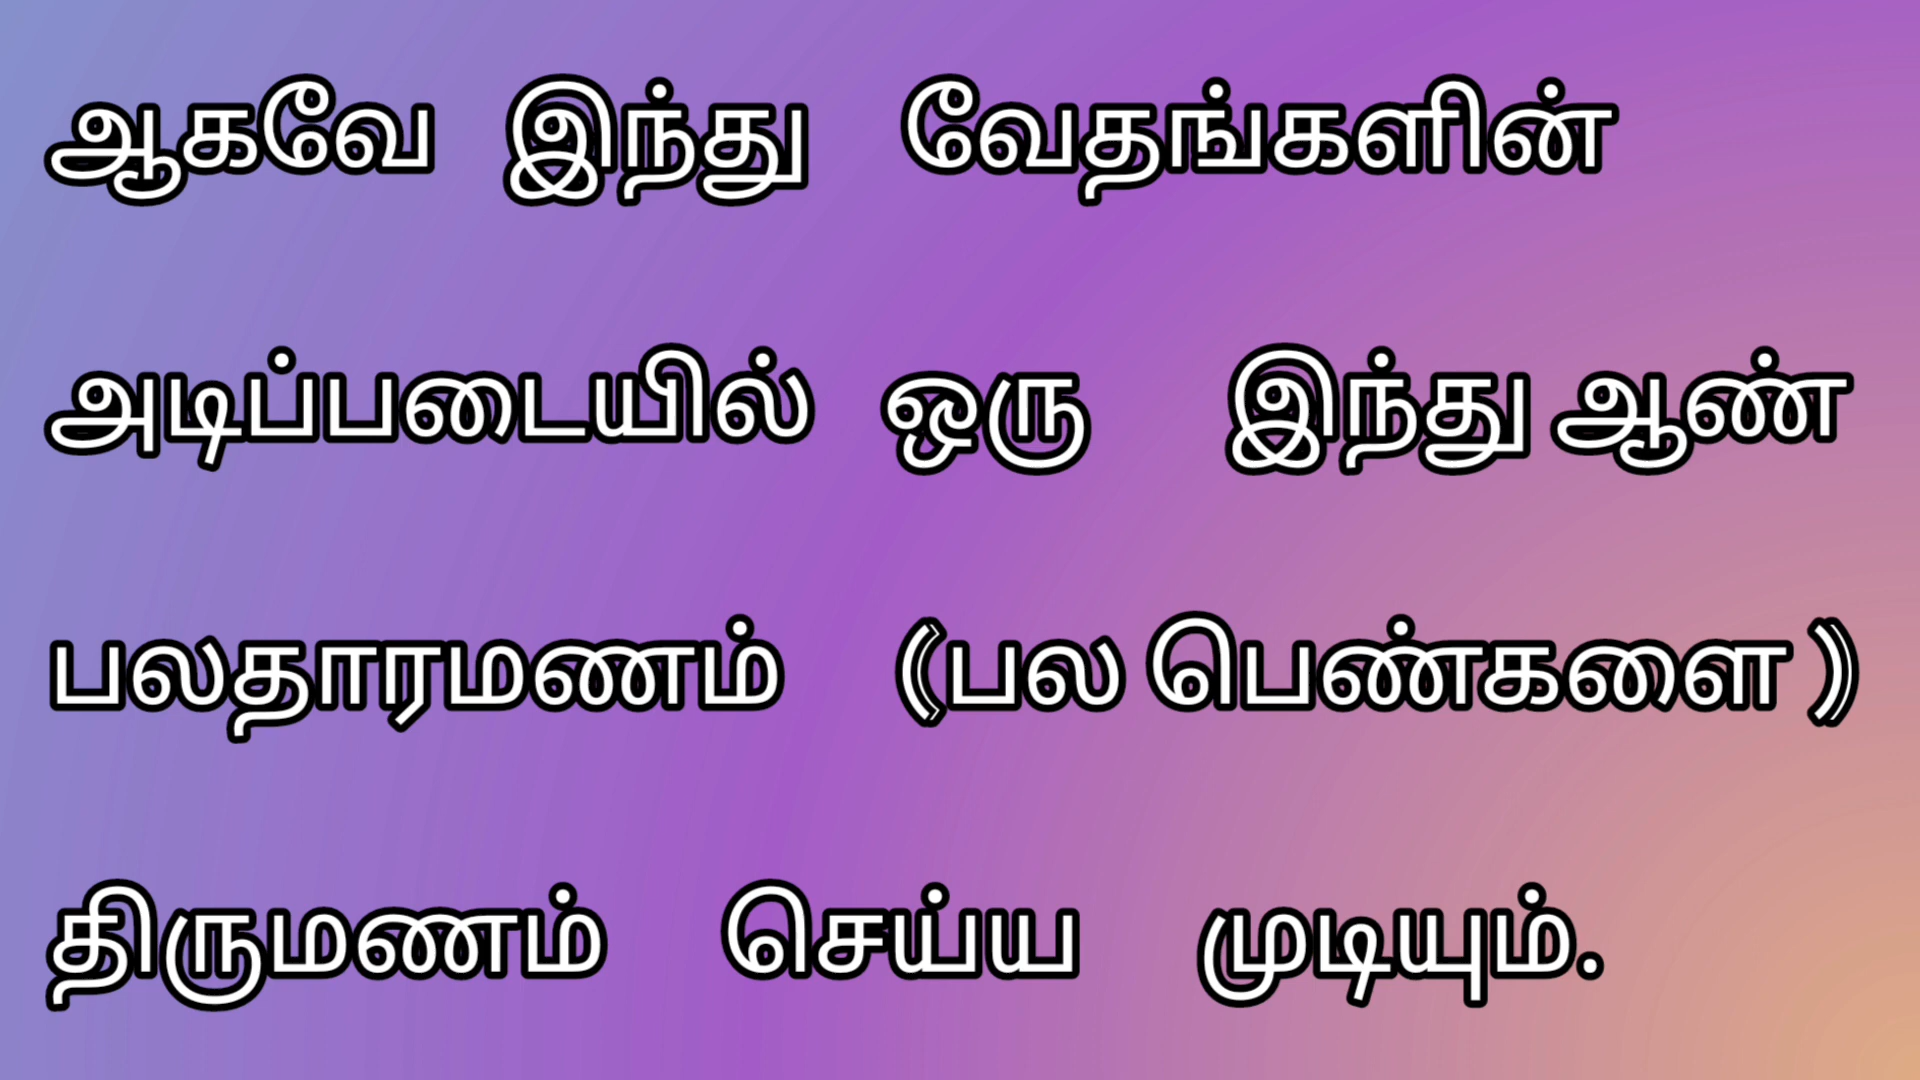 ஆகவே இந்து வேதங்களின்
அடிப்படையில் ஒரு இந்து ஆண்
பலதாரமணம் ⸨பல பெண்களை ⸩
திருமணம் செய்ய முடியும்.